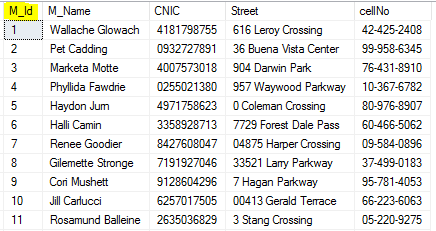 M_Id M_Name CNIC Street cellNo
1 Wallache Glowach 4181798755 616 Leroy Crossing 42-425-2408
2 Pet Cadding 0932727891 36 Buena Vista Center 99-958-6345
3 Marketa Motte 4007573018 904 Darwin Park 76-431-8910
4 Phyllida Fawdrie 0255021380 957 Waywood Parkway 10-367-6782
5 Haydon Jurn 4971758623 0 Coleman Crossing 80-976-8907
6 Halli Camin 3358928713 7729 Forest Dale Pass 60-466-5062
7 Renee Goodier 8427608047 04875 Harper Crossing 09-584-0896
8 Gilemette Stronge 7191927046 33521 Larry Parkway 37-499-0183
9 Cori Mushett 9128604296 7 Hagan Parkway 95-781-4053
10 Jill Carlucci 6257017505 00413 Gerald Terrace 66-223-6063
11 Rosamund Balleine 2635036829 3 Stang Crossing 05-220-9275